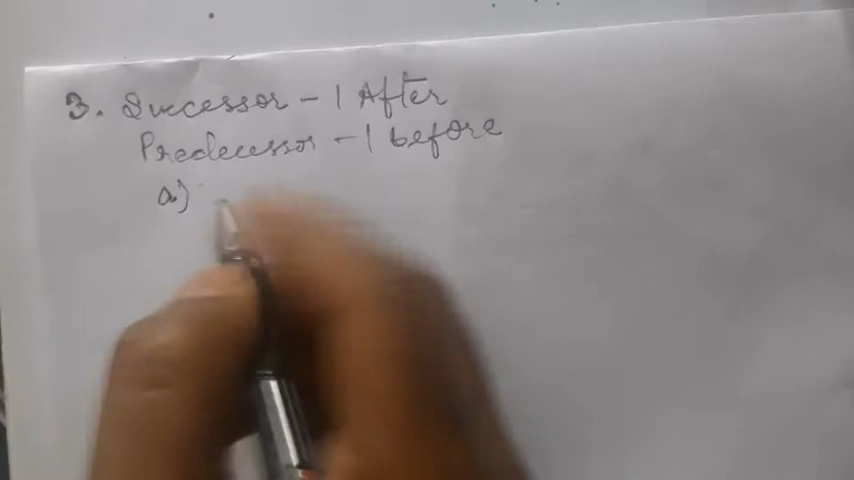 3. Successor - 1 After
Predecessor - 1 before
a)